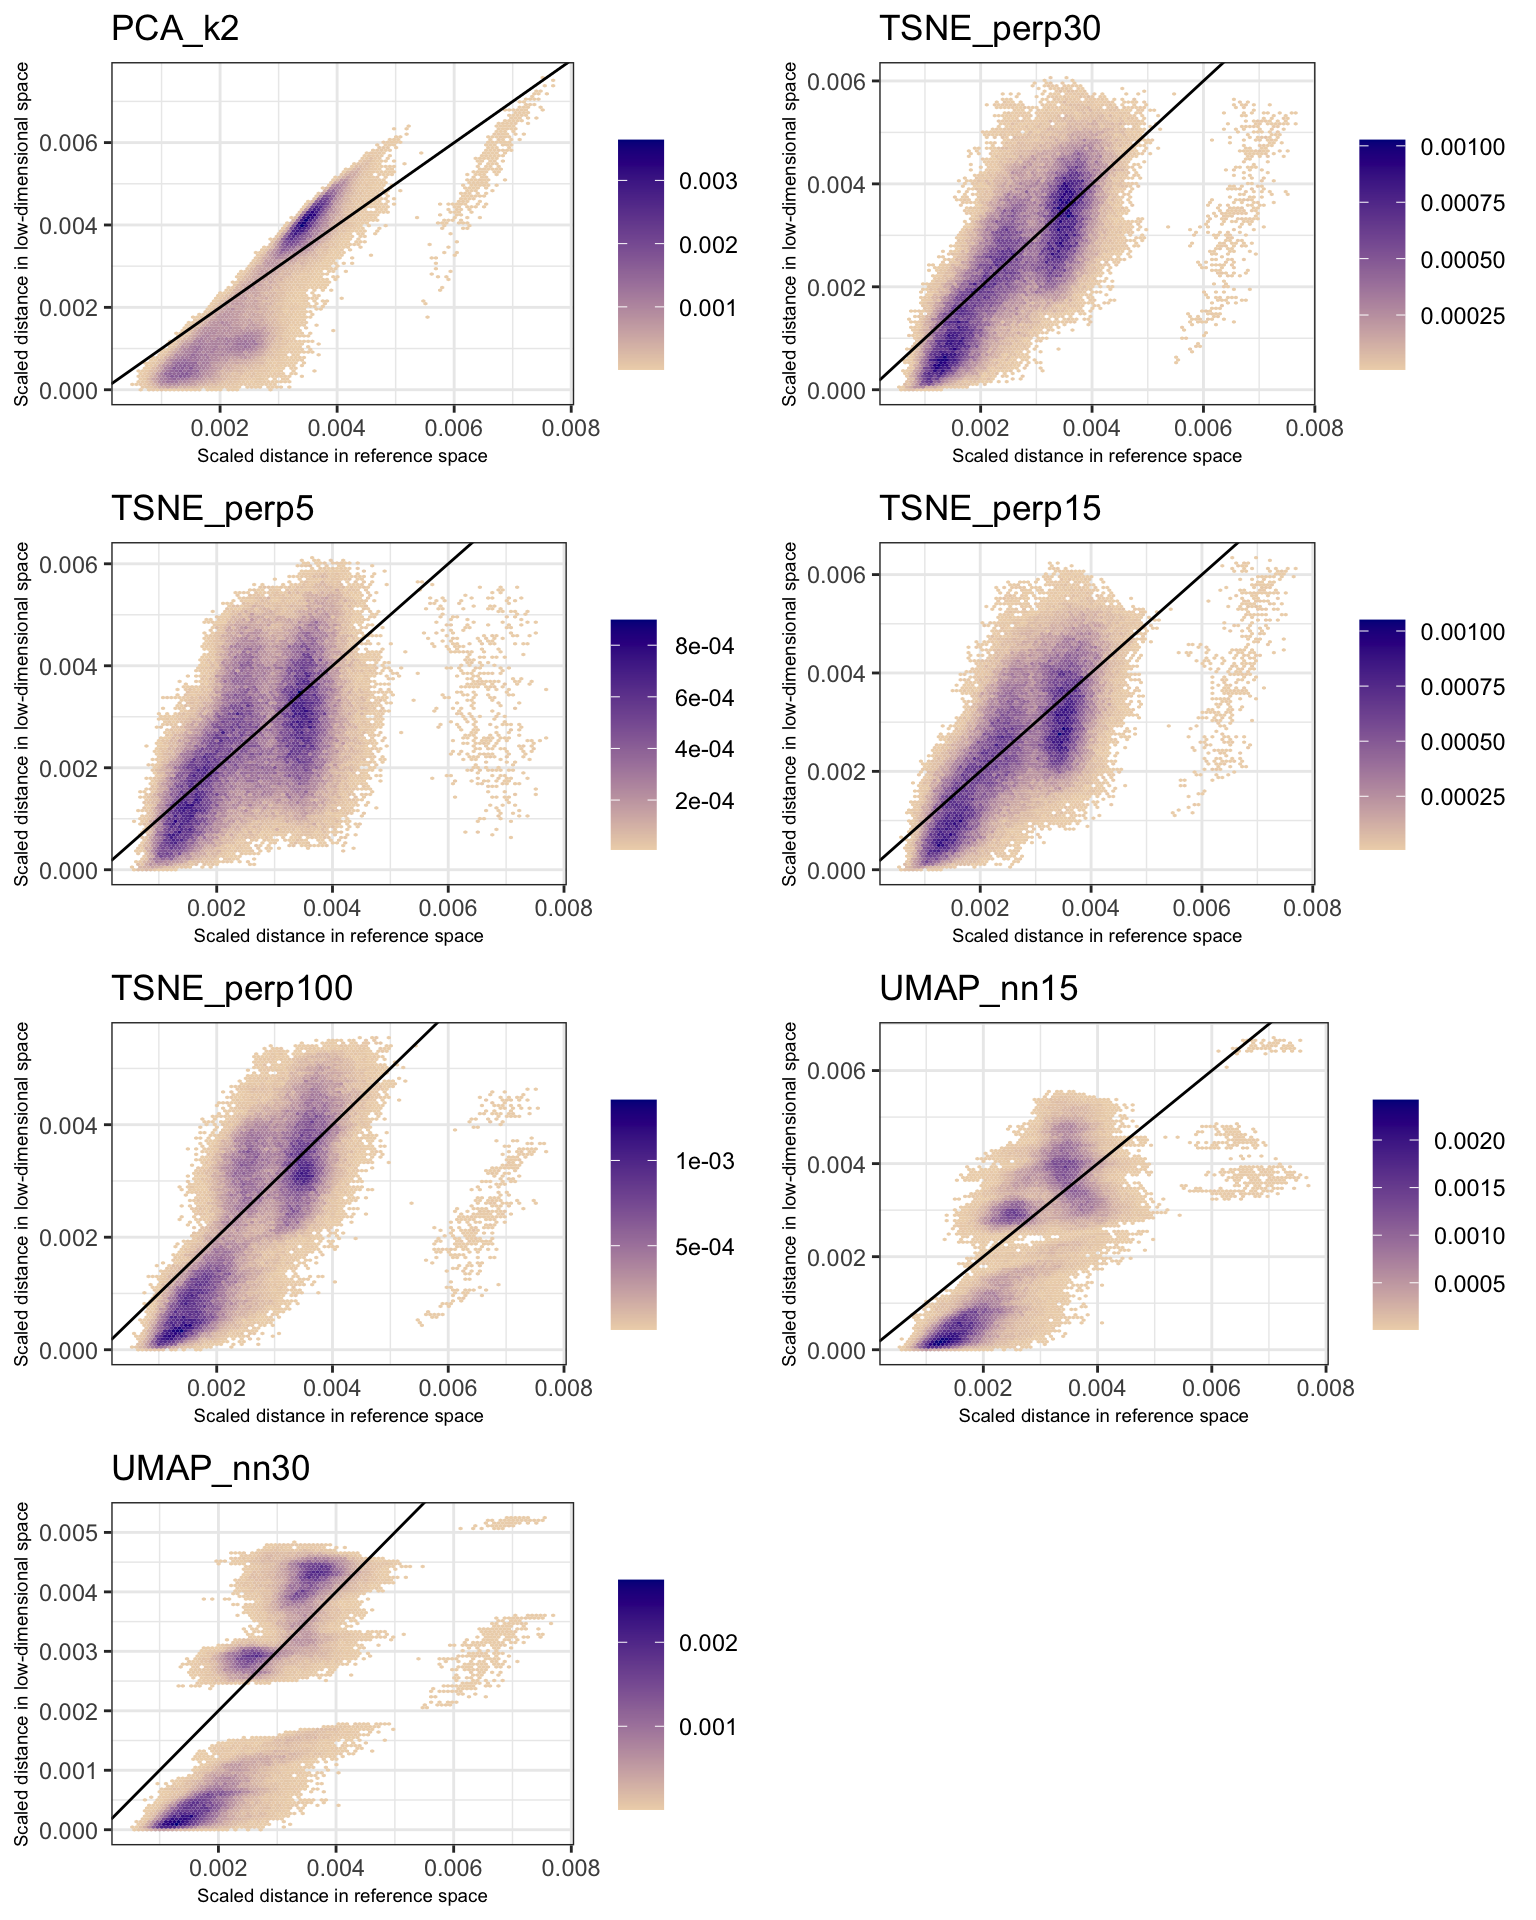 PCA_k2
Scaled distance in low-dimensional space
0.006
0.004
0.002
0.000
0.002 0.004 0.006 0.008
Scaled distance in reference space
0.003
0.002
0.001
TSNE_perp30
Scaled distance in low-dimensional space
0.006
0.004
0.002
0.000
0.002 0.004 0.006 0.008
Scaled distance in reference space
0.00100
0.00075
0.00050
0.00025
TSNE_perp5
Scaled distance in low-dimensional space
0.006
0.004
0.002
0.000
0.002 0.004 0.006 0.008
Scaled distance in reference space
8e-04
6e-04
4e-04
2e-04
TSNE_perp15
Scaled distance in low-dimensional space
0.006
0.004
0.002
0.000
0.002 0.004 0.006 0.008
Scaled distance in reference space
0.00100
0.00075
0.00050
0.00025
TSNE_perp100
Scaled distance in low-dimensional space
0.004
0.002
0.000
0.002 0.004 0.006 0.008
Scaled distance in reference space
1e-03
5e-04
UMAP_nn15
Scaled distance in low-dimensional space
0.006
0.004
0.002
0.000
0.002 0.004 0.006 0.008
Scaled distance in reference space
0.0020
0.0015
0.0010
0.0005
UMAP_nn30
Scaled distance in low-dimensional space
0.005
0.004
0.003
0.002
0.001
0.000
0.002 0.004 0.006 0.008
Scaled distance in reference space
0.002
0.001